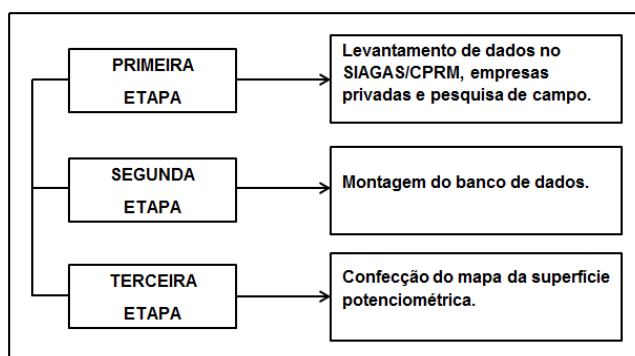 PRIMEIRA
ETAPA
Levantamento de dados no
SIAGAS/CPRM, empresas
privadas e pesquisa de campo.
SEGUNDA
ETAPA
Montagem do banco de dados.
TERCEIRA
ETAPA
Confecção do mapa da superfície
potenciométrica.